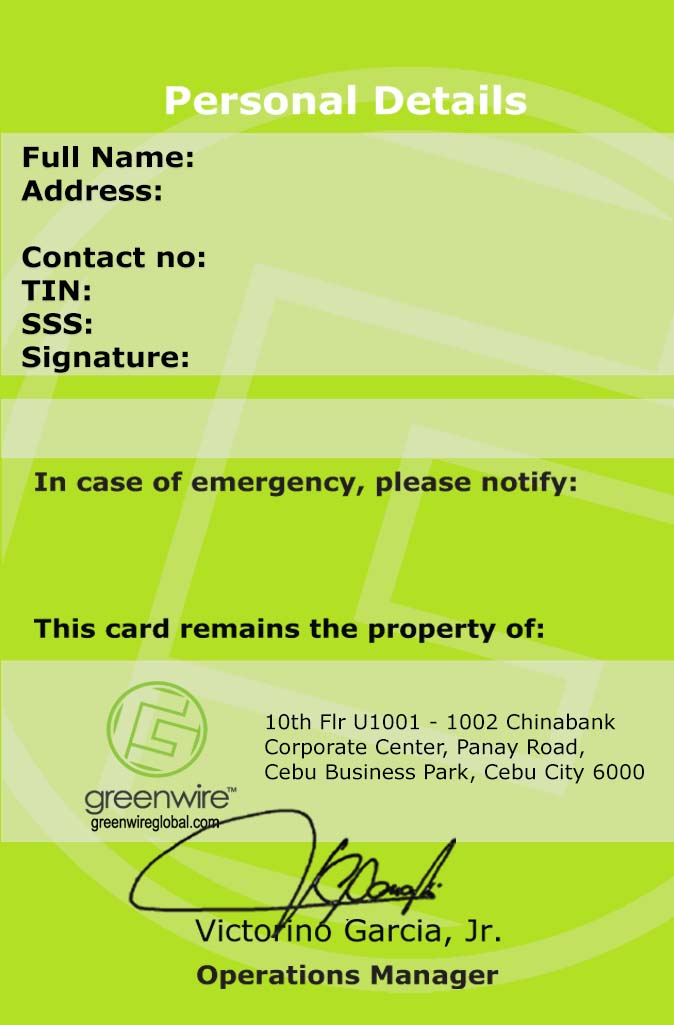 Personal Details
Full Name:
Address:
Contact no:
TIN:
SSS:
Signature:
In case of emergency, please notify:
This card remains the property of:
10th Flr U1001 - 1002 Chinabank
Corporate Center, Panay Road,
Cebu Business Park, Cebu City 6000
greenwire™
greenwireglobal.com
Victorino Garcia, Jr.
Operations Manager